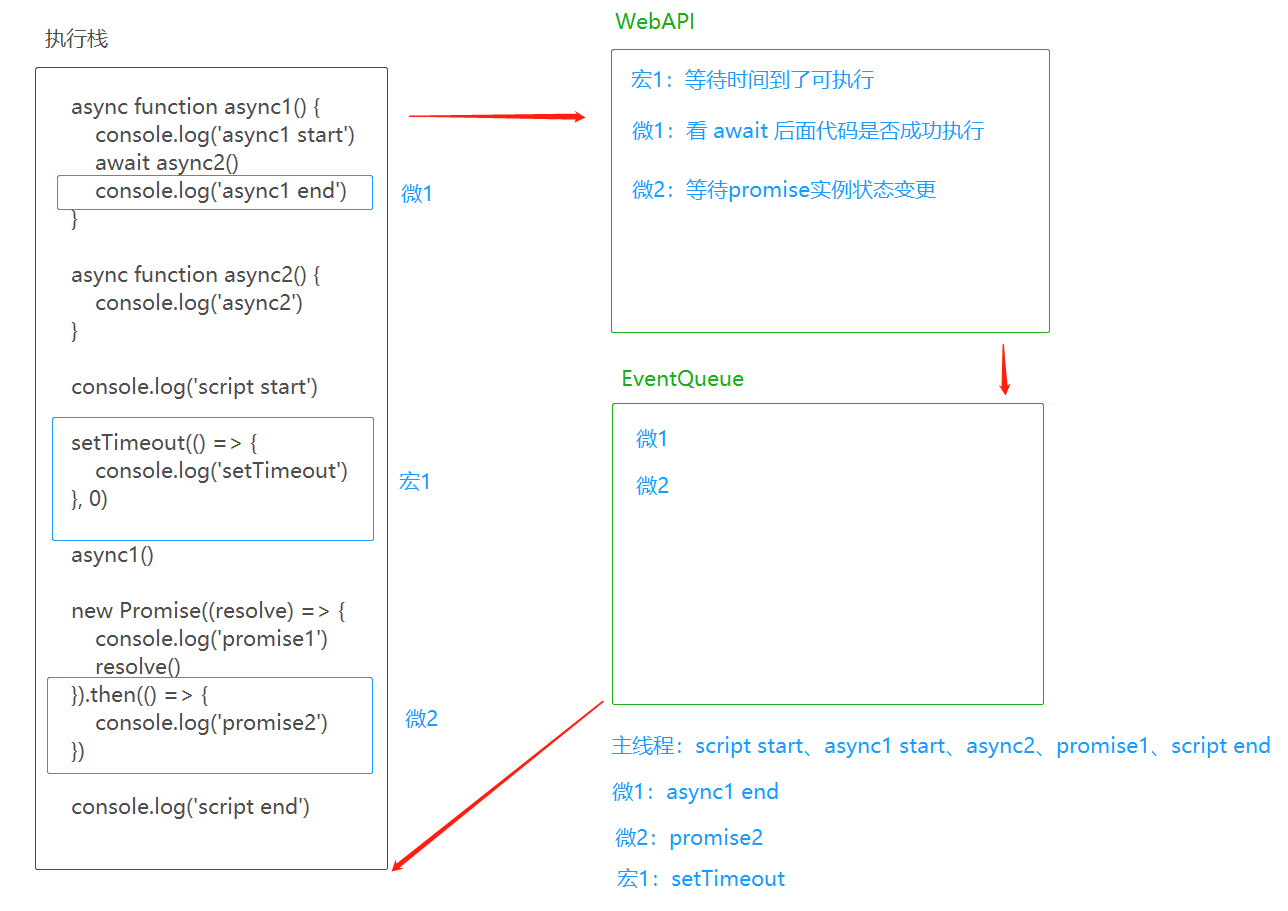 执行栈
async function async1() {
console.log('async1 start')
await async2()
console.log('async1 end')
}
微1
async function async2() {
console.log('async2')
}
console.log('script start')
setTimeout(() => {
console.log('setTimeout')
}, 0)
宏1
async1()
new Promise((resolve) => {
console.log('promise1')
resolve()
}).then(() => {
console.log('promise2')
})
微2
console.log('script end')
WebAPI
宏1：等待时间到了可执行
微1：看 await 后面代码是否成功执行
微2：等待promise实例状态变更
EventQueue
微1
微2
主线程：script start、async1 start、async2、promise1、script end
微1：async1 end
微2：promise2
宏1：setTimeout